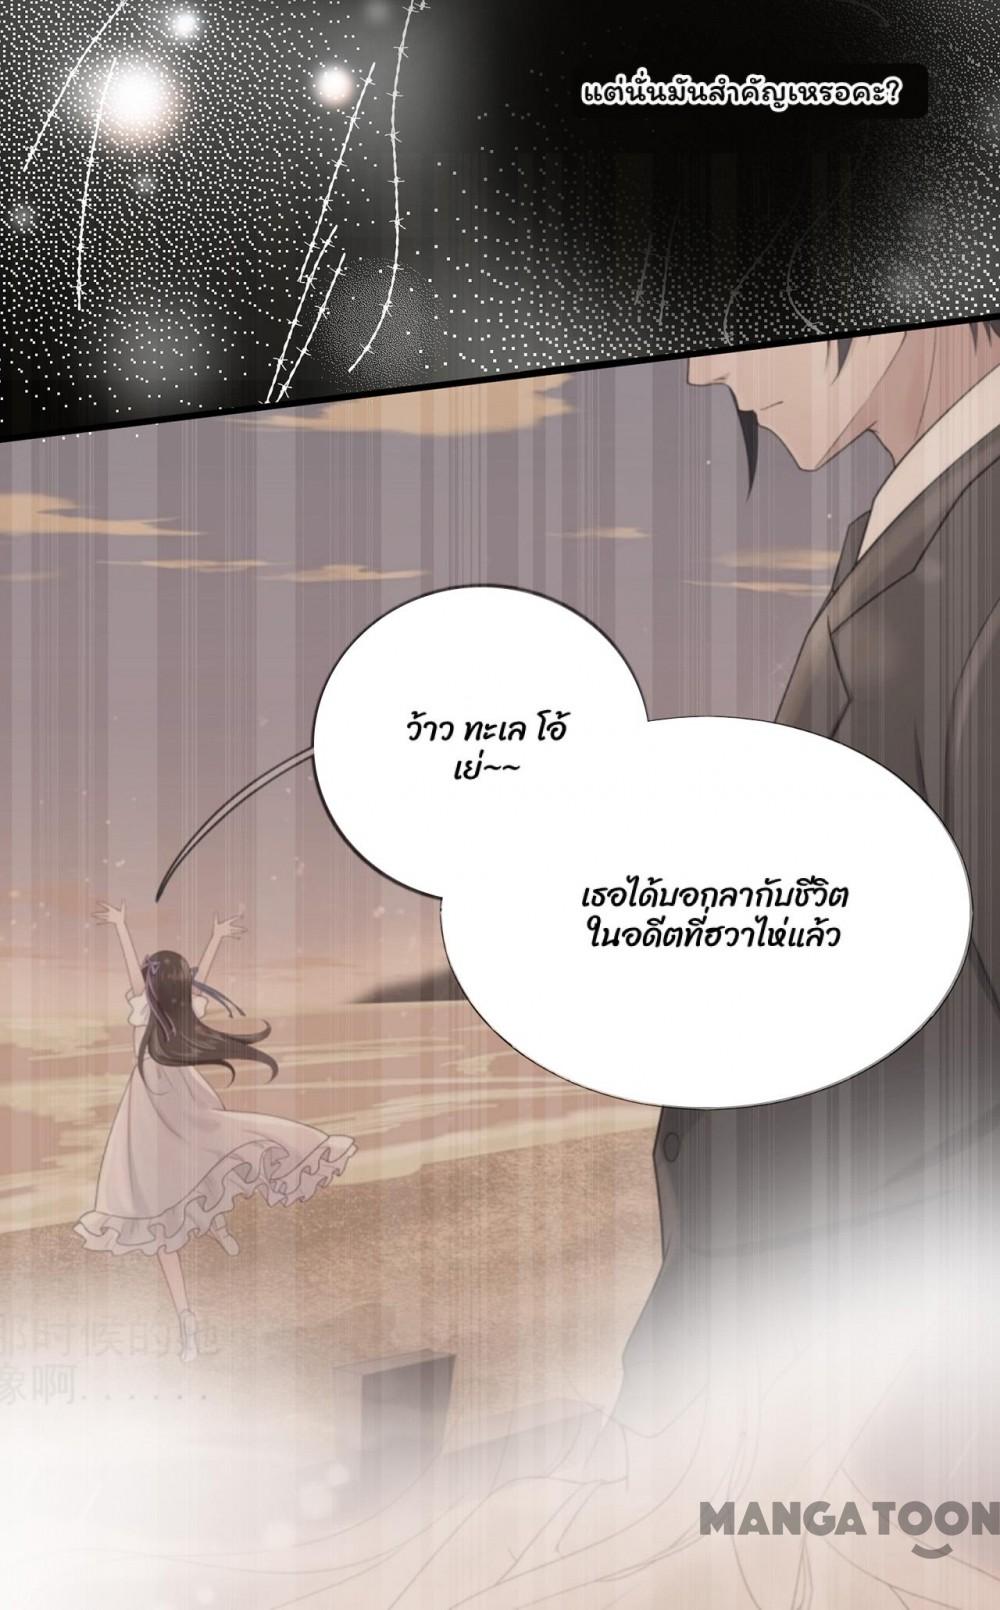 แต่นั่นมันสำคัญเหรอคะ?
ว้าว ทะเล โอ้
เย่~~
เธอได้บอกลากับชีวิต
ในอดีตที่ฮวาไห่แล้ว
那时候的她
像啊......
MANGATOON